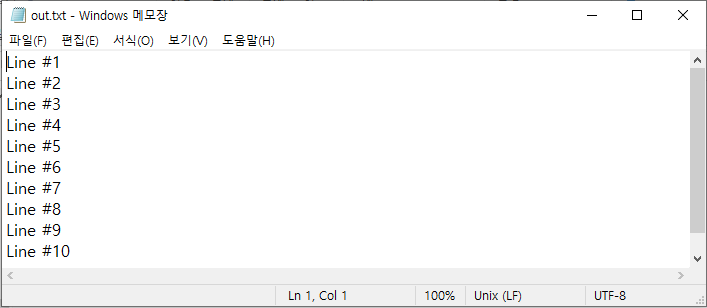 out.txt - Windows 메모장
파일(F) 편집(E) 서식(O) 보기(V) 도움말(H)
Line #1
Line #2
Line #3
Line #4
Line #5
Line #6
Line #7
Line #8
Line #9
Line #10
Ln 1, Col 1 100% Unix (LF) UTF-8